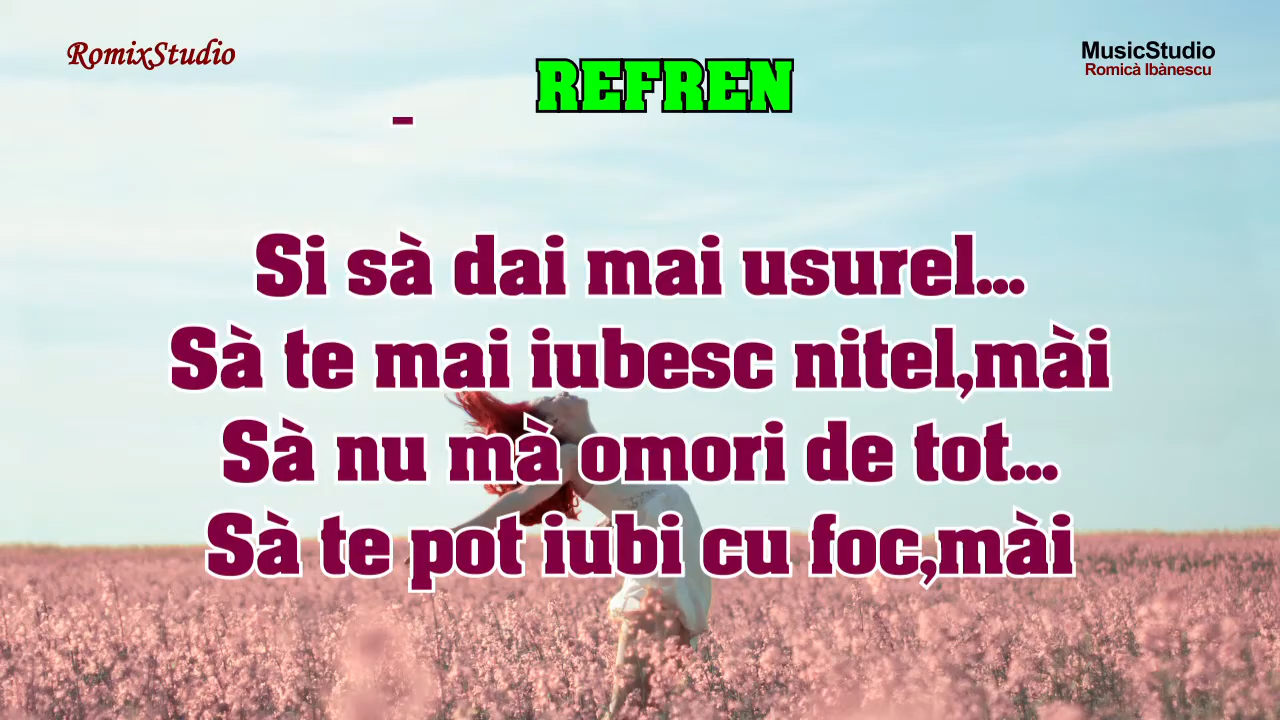 RomixStudio
MusicStudio
Romicà Ibànescu
REFREN
-
Si sà dai mai usurel...
Sà te mai iubesc nitel,mài
Sà nu mà omori de tot...
Sà te pot iubi cu foc,mài